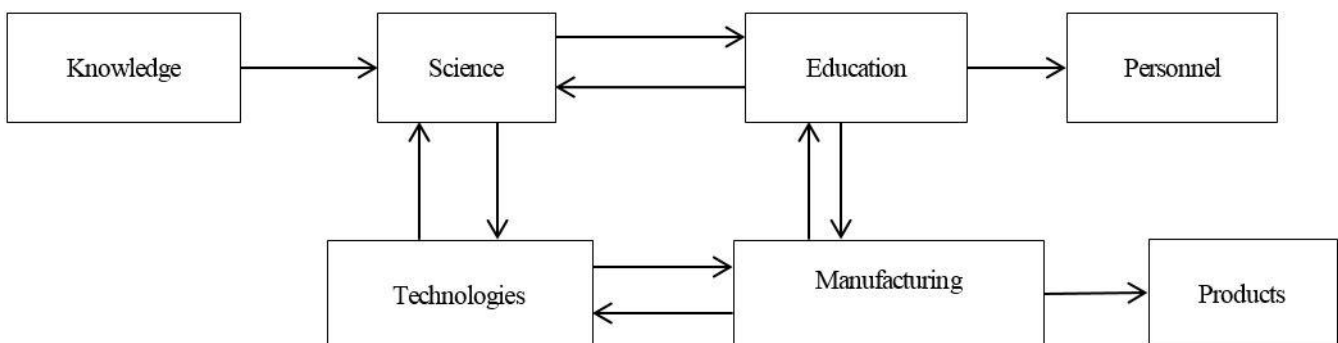 Knowledge
Science
Education
Personnel
Technologies
Manufacturing
Products